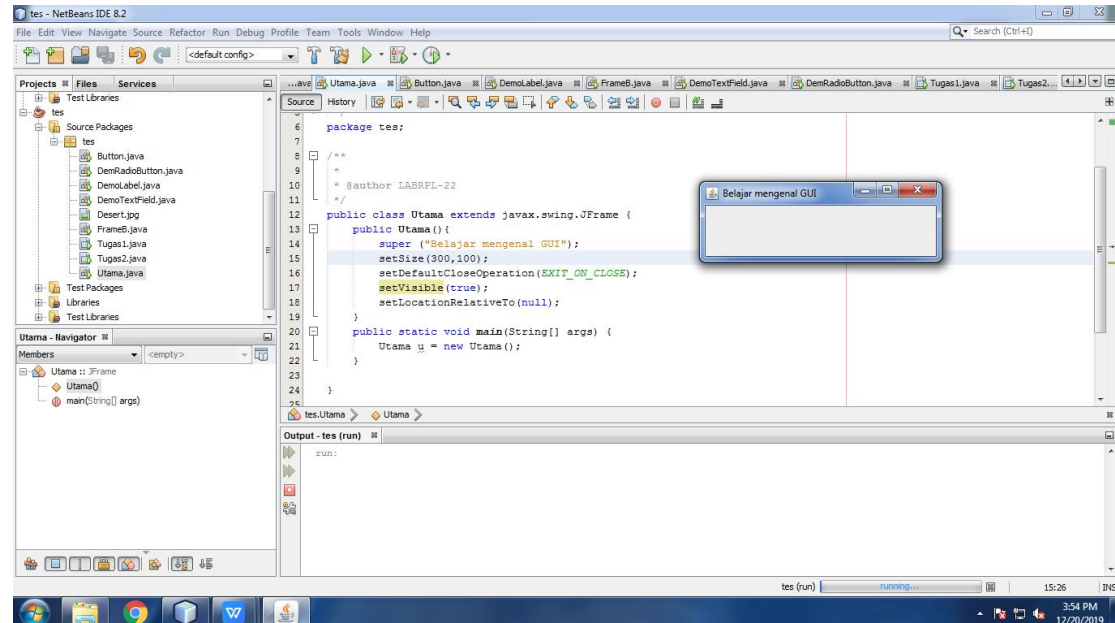 tes - NetBeans IDE 8.2
File Edit View Navigate Source Refactor Run Debug Profile Team Tools Window Help
Search (Ctrl+I)
<default config>
Projects Files Services
Test Libraries
tes
Source Packages
tes
Button.java
DemRadioButton.java
DemoLabel.java
DemoTextField.java
Desert.jpg
FrameB.java
Tugas1.java
Tugas2.java
Utama.java
Test Packages
Libraries
Test Libraries
Utama - Navigator
Members <empty>
Utama :: JFrame
Utama()
main(String[] args)
...ave Utama.java Button.java DemoLabel.java FrameB.java DemoTextField.java DemRadioButton.java Tugas1.java Tugas2....
Source History
6 package tes;
7
8 /**
9 *
10 * @author LABRPL-22
11 */
12 public class Utama extends javax.swing.JFrame {
13 public Utama(){
14 super ("Belajar mengenal GUI");
15 setSize(300,100);
16 setDefaultCloseOperation(EXIT_ON_CLOSE);
17 setVisible(true);
18 setLocationRelativeTo(null);
19 }
20 public static void main(String[] args) {
21 Utama u = new Utama();
22 }
23
24 }
25
Belajar mengenal GUI
tes.Utama Utama
Output - tes (run)
run:
tes (run) running... 15:26 INS
3:54 PM
12/20/2019